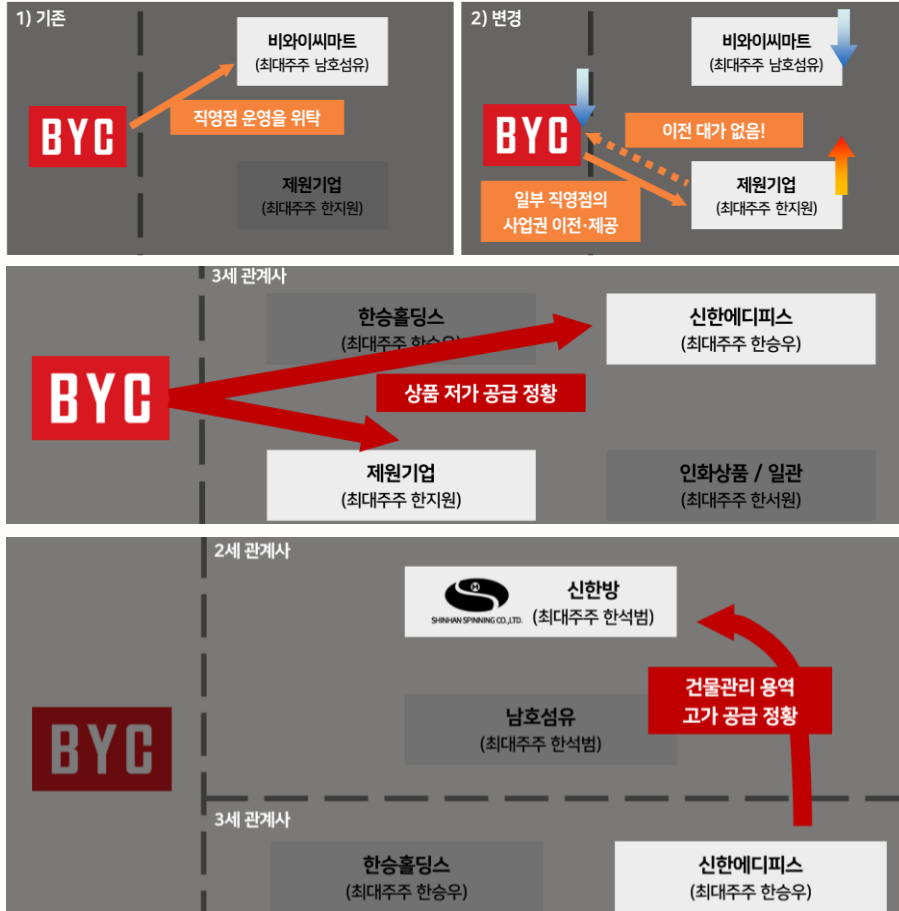 1) 기존
비와이씨마트
(최대주주 남호섬유)
BYC
직영점 운영을 위탁
제원기업
(최대주주 한지원)
2) 변경
비와이씨마트
(최대주주 남호섬유)
BYC
이전 대가 없음!
제원기업
(최대주주 한지원)
일부 직영점의
사업권 이전·제공
3세 관계사
한승홀딩스
(최대주주 한승우)
신한에디피스
(최대주주 한승우)
BYC
상품 저가 공급 정황
제원기업
(최대주주 한지원)
인화상품 / 일관
(최대주주 한서원)
2세 관계사
SHINHAN SPINNING CO.,LTD.
신한방
(최대주주 한석범)
건물관리 용역
고가 공급 정황
BYC
남호섬유
(최대주주 한석범)
3세 관계사
한승홀딩스
(최대주주 한승우)
신한에디피스
(최대주주 한승우)